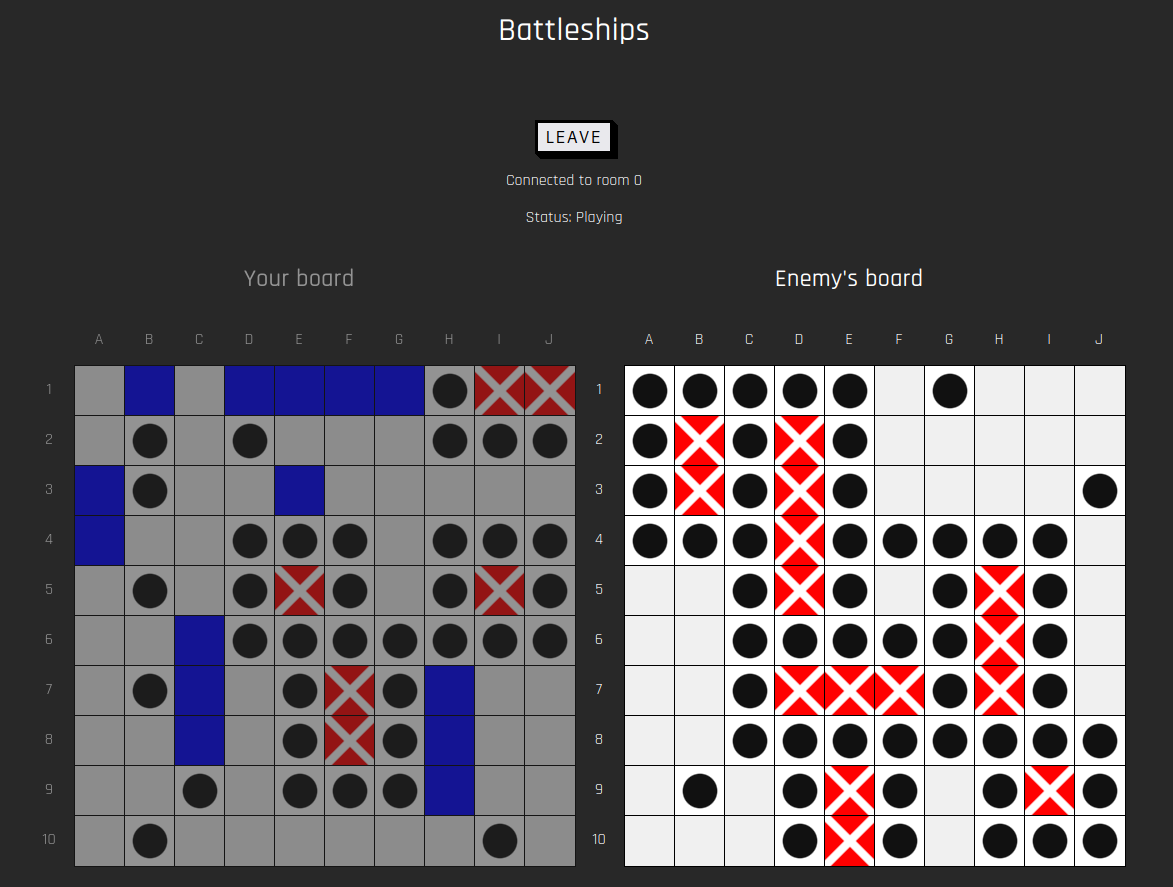 Battleships
LEAVE
Connected to room 0
Status: Playing
Your board Enemy's board
A B C D E F G H I J A B C D E F G H I J
1 1
2 2
3 3
4 4
5 5
6 6
7 7
8 8
9 9
10 10